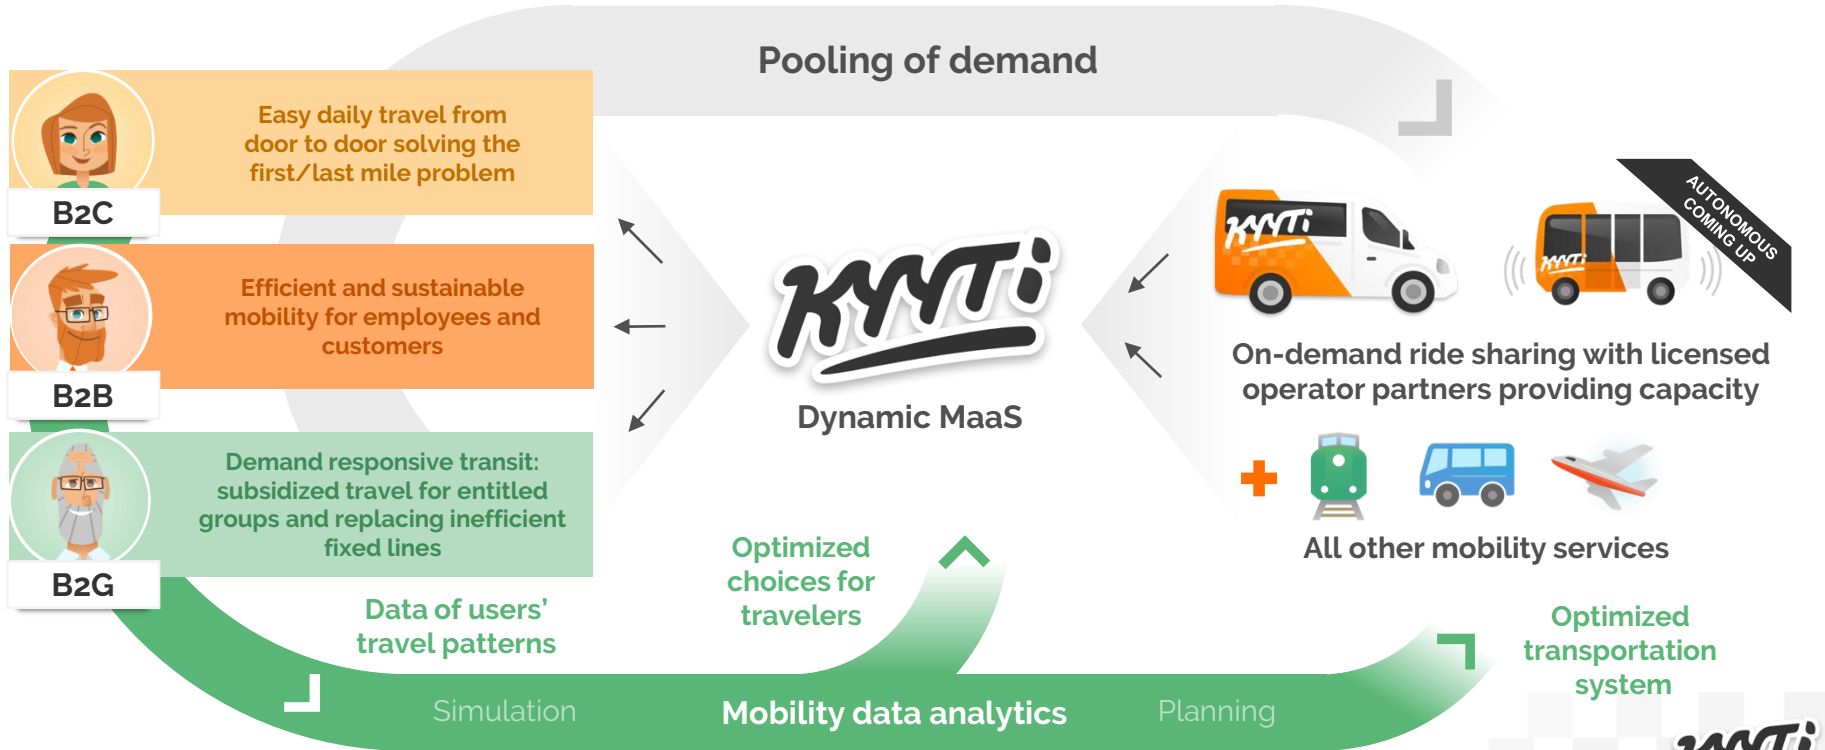 Pooling of demand
Easy daily travel from
door to door solving the
first/last mile problem
B2C
Efficient and sustainable
mobility for employees and
customers
B2B
Demand responsive transit:
subsidized travel for entitled
groups and replacing inefficient
fixed lines
B2G
KYYTi
Dynamic MaaS
KYYTi
KYYTi
AUTONOMOUS
COMING UP
On-demand ride sharing with licensed
operator partners providing capacity
All other mobility services
Data of users'
travel patterns
Optimized
choices for
travelers
Optimized
transportation
system
Simulation
Mobility data analytics
Planning
KYYTi